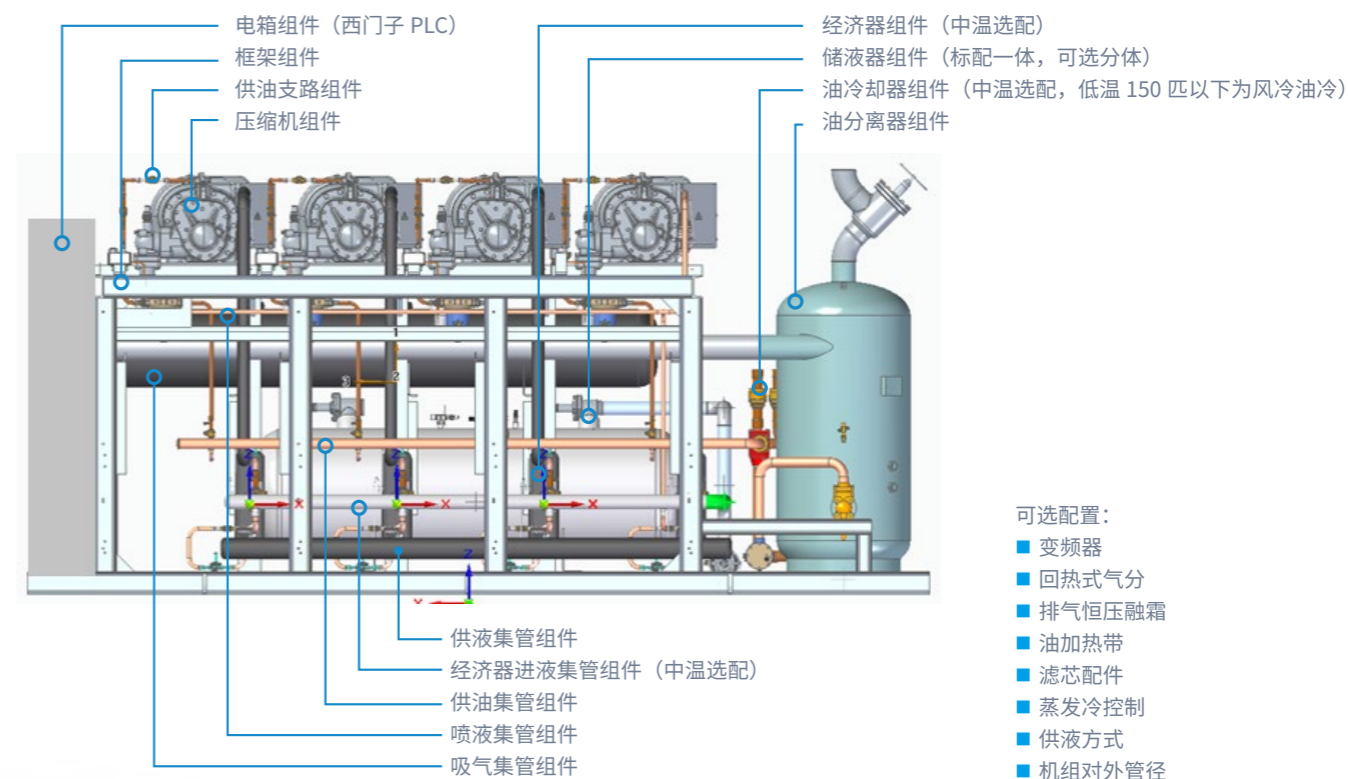 电箱组件（西门子 PLC）
框架组件
供油支路组件
压缩机组件
经济器组件（中温选配）
储液器组件（标配一体，可选分体）
油冷却器组件（中温选配，低温 150 匹以下为风冷油冷）
油分离器组件
1
2
3
Z
Z
Z
X
X
X
Z
X
供液集管组件
经济器进液集管组件（中温选配）
供油集管组件
喷液集管组件
吸气集管组件
可选配置：
■ 变频器
■ 回热式气分
■ 排气恒压融霜
■ 油加热带
■ 滤芯配件
■ 蒸发冷控制
■ 供液方式
■ 机组对外管径